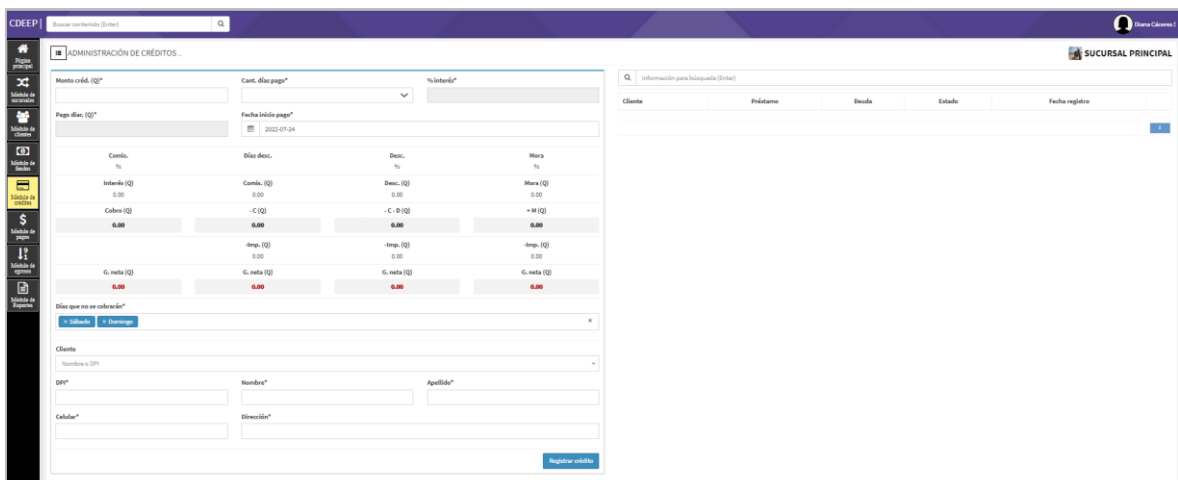 CDEEP |
Buscar contenido (Enter)
Diana Cáceres
Página principal
Módulo de sucursales
Módulo de clientes
Módulo de fondos
Módulo de créditos
Módulo de pagos
Módulo de egresos
Módulo de Reportes
ADMINISTRACIÓN DE CRÉDITOS ..
SUCURSAL PRINCIPAL
Monto créd. (Q)* Cant. días pago* % interés*
Pago diar. (Q)* Fecha inicio pago*
2022-07-24
Comis. Días desc. Desc. Mora
% % %
Interés (Q) Comis. (Q) Desc. (Q) Mora (Q)
0.00 0.00 0.00 0.00
Cobro (Q) - C (Q) - C - D (Q) + M (Q)
0.00 0.00 0.00 0.00
-Imp. (Q) -Imp. (Q) -Imp. (Q)
0.00 0.00 0.00
G. neta (Q) G. neta (Q) G. neta (Q) G. neta (Q)
0.00 0.00 0.00 0.00
Días que no se cobrarán*
× Sábado × Domingo ×
Cliente
Nombre o DPI
DPI* Nombre* Apellido*
Celular* Dirección*
Registrar crédito
Información para búsqueda (Enter)
Cliente Préstamo Deuda Estado Fecha registro